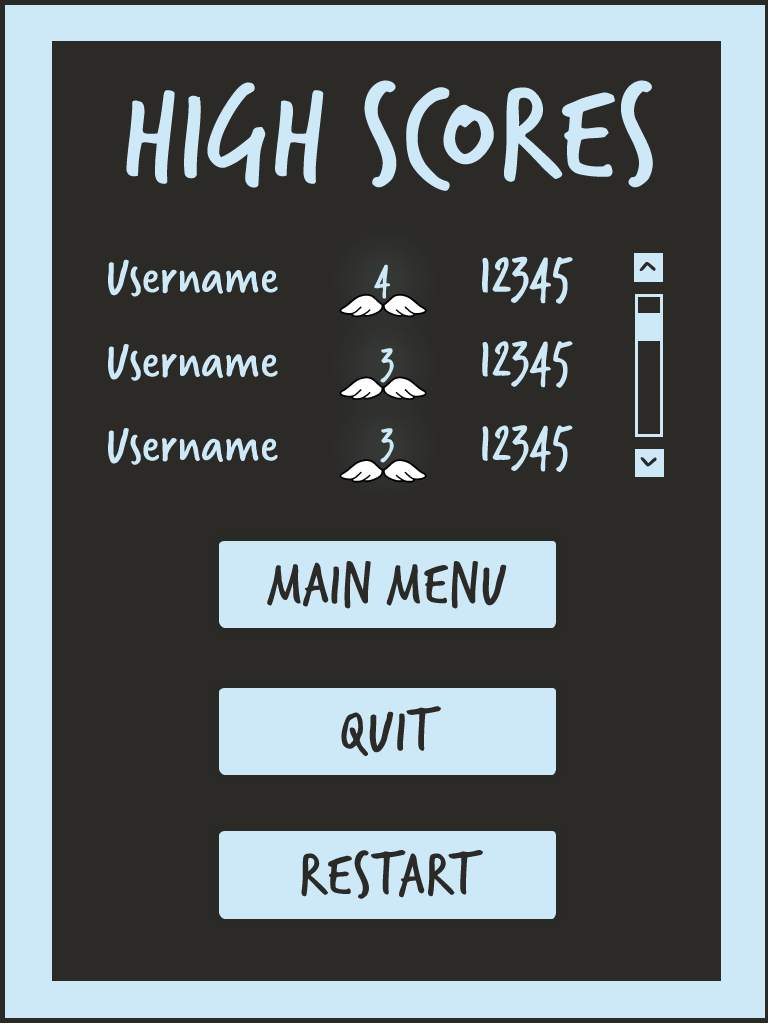 HIGH SCORES
Username 4 12345
Username 3 12345
Username 3 12345
MAIN MENU
QUIT
RESTART